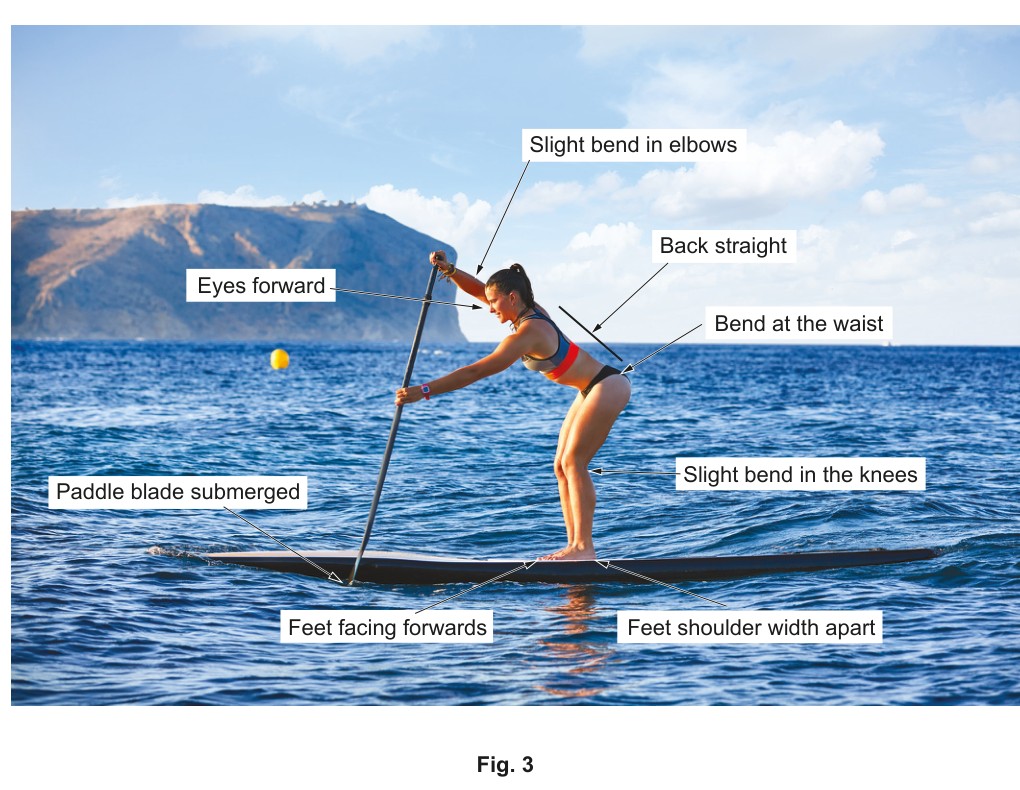 Slight bend in elbows
Back straight
Eyes forward
Bend at the waist
Slight bend in the knees
Paddle blade submerged
Feet facing forwards
Feet shoulder width apart
Fig. 3